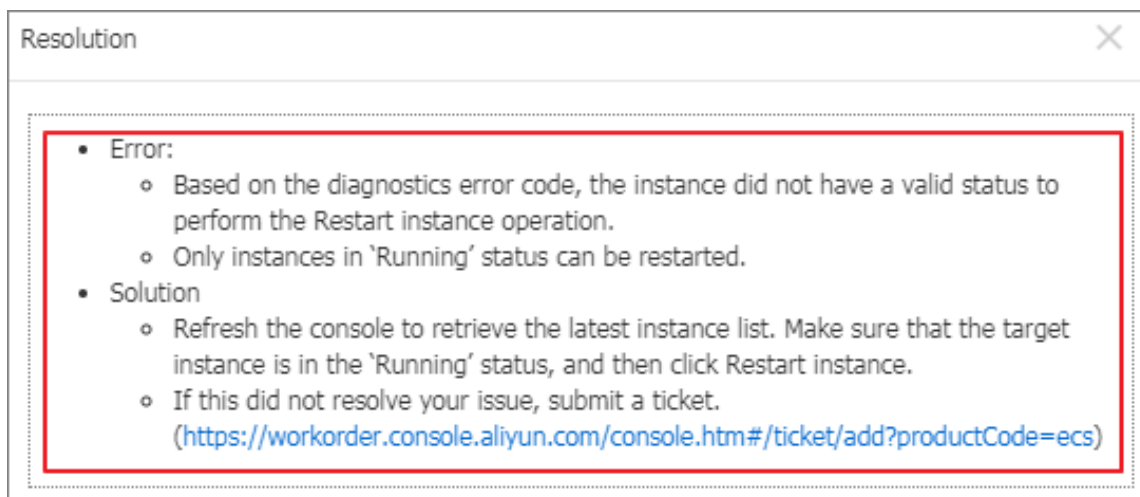 Resolution
• Error:
○ Based on the diagnostics error code, the instance did not have a valid status to
perform the Restart instance operation.
○ Only instances in ‘Running’ status can be restarted.
• Solution
○ Refresh the console to retrieve the latest instance list. Make sure that the target
instance is in the ‘Running’ status, and then click Restart instance.
○ If this did not resolve your issue, submit a ticket.
(https://workorder.console.aliyun.com/console.htm#/ticket/add?productCode=ecs)